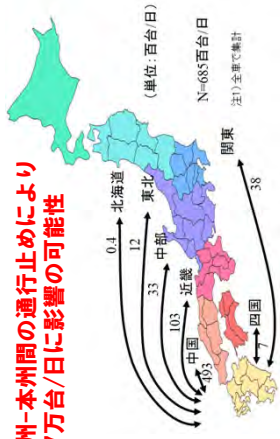 州-本州間の通行止めにより
万台/日に影響の可能性
(単位:百台/日)
N=685百台/日
注1)全車で集計
北海道
0.4
東北
12
中部
33
近畿
103
中国
493
四国
7
関東
38